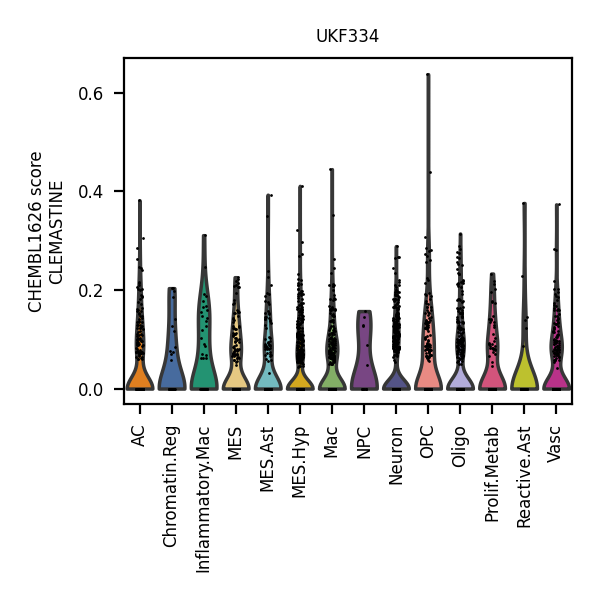 UKF334
CHEMBL1626 score
CLEMASTINE
0.6
0.4
0.2
0.0
AC
Chromatin.Reg
Inflammatory.Mac
MES
MES.Ast
MES.Hyp
Mac
NPC
Neuron
OPC
Oligo
Prolif.Metab
Reactive.Ast
Vasc